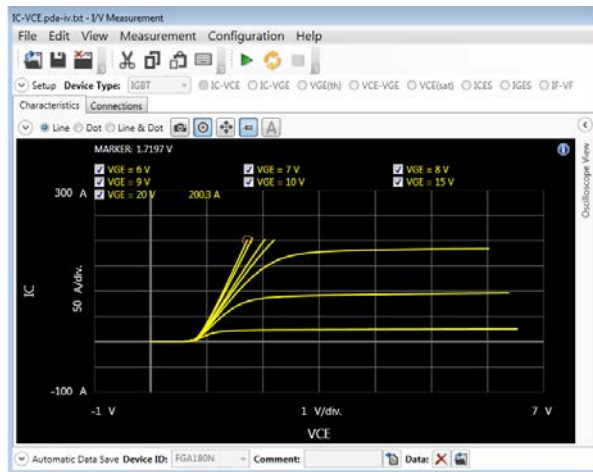 IC-VCE.pda-iv.txt - I/V Measurement
File Edit View Measurement Configuration Help
Setup Device Type: IGBT IC-VCE IC-VGE VGE(th) VCE-VGE VCE(sat) ICES IGES IF-VF
Characteristics Connections
Line Dot Line & Dot A
MARKER: 1.7197 V
VGE = 6 V VGE = 7 V VGE = 8 V
VGE = 9 V VGE = 10 V VGE = 15 V
300 A VGE = 20 V 200.3 A
Oscilloscope View
IC
50 A/div.
-100 A
-1 V 1 V/div. 7 V
VCE
Automatic Data Save Device ID: FGA180N Comment: Data: